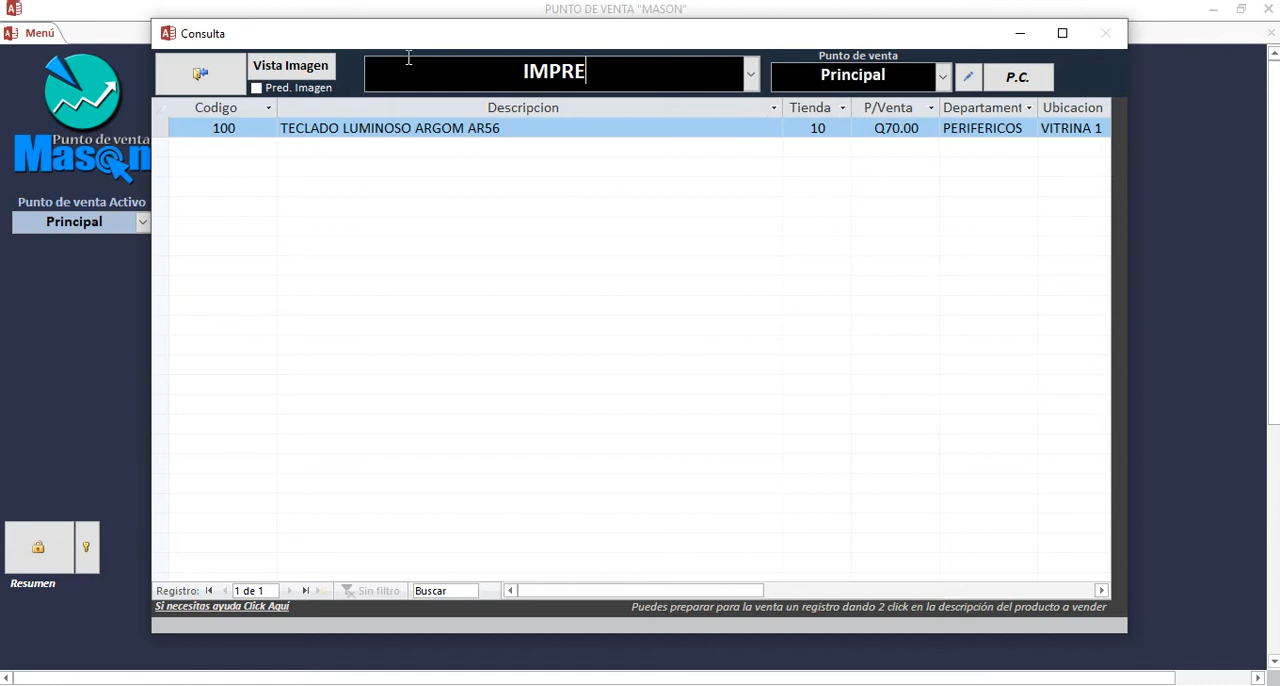 PUNTO DE VENTA "MASON"
Menú
Consulta
Vista Imagen
Pred. Imagen
IMPRE
Punto de venta
Principal
P.C.
Codigo
Descripcion
Tienda
P/Venta
Departament
Ubicacion
100
TECLADO LUMINOSO ARGOM AR56
10
Q70.00
PERIFERICOS
VITRINA 1
Punto de venta
Mason
Punto de venta Activo
Principal
Resumen
Registro:
1 de 1
Sin filtro
Buscar
Si necesitas ayuda Click Aquí
Puedes preparar para la venta un registro dando 2 click en la descripción del producto a vender